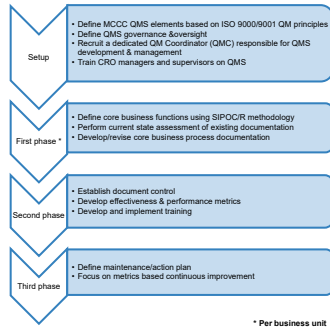 Setup
• Define MCCC QMS elements based on ISO 9000/9001 QM principles
• Define QMS governance &oversight
• Recruit a dedicated QM Coordinator (QMC) responsible for QMS
development & management
• Train CRO managers and supervisors on QMS
First phase *
• Define core business functions using SIPOC/R methodology
• Perform current state assessment of existing documentation
• Develop/revise core business process documentation
Second phase
• Establish document control
• Develop effectiveness & performance metrics
• Develop and implement training
Third phase
• Define maintenance/action plan
• Focus on metrics based continuous improvement
* Per business unit